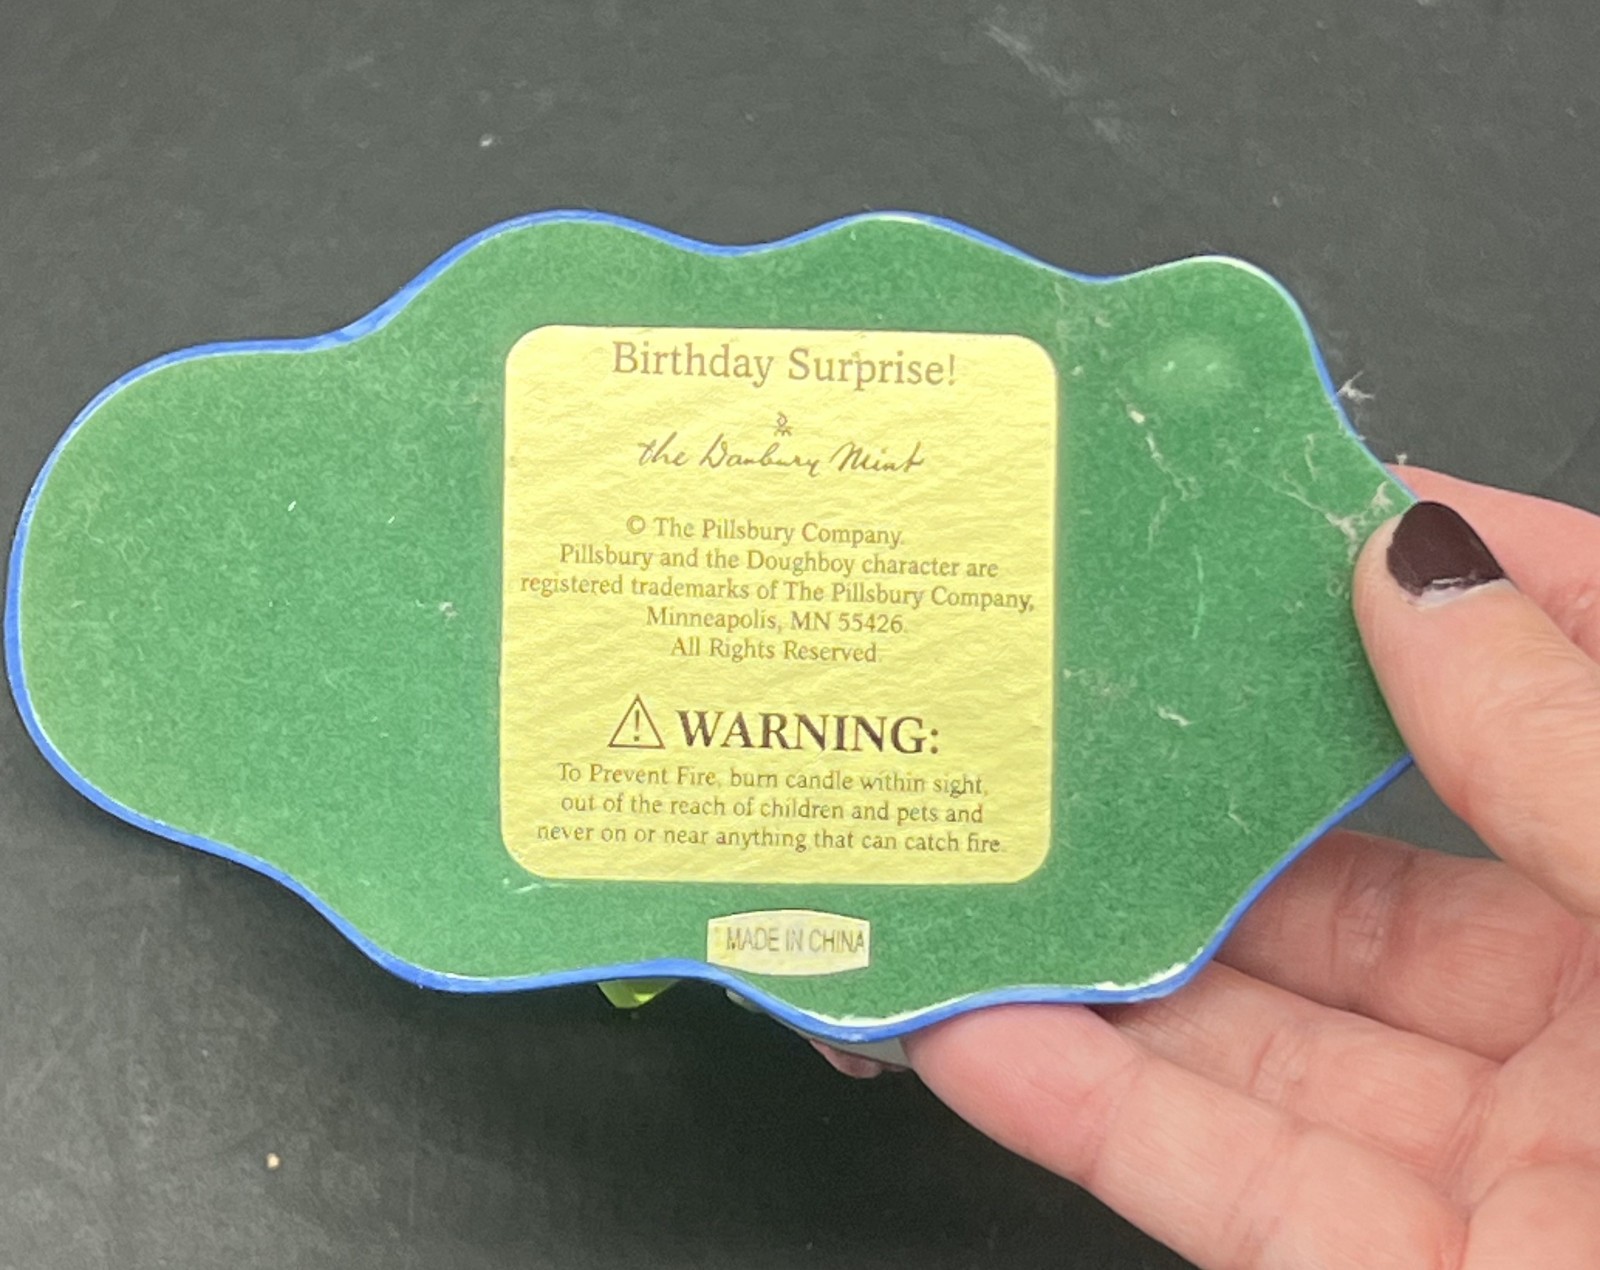 Birthday Surprise!
the Danbury Mint
© The Pillsbury Company.
Pillsbury and the Doughboy character are
registered trademarks of The Pillsbury Company,
Minneapolis, MN 55426.
All Rights Reserved.
⚠ WARNING:
To Prevent Fire, burn candle within sight,
out of the reach of children and pets and
never on or near anything that can catch fire.
MADE IN CHINA